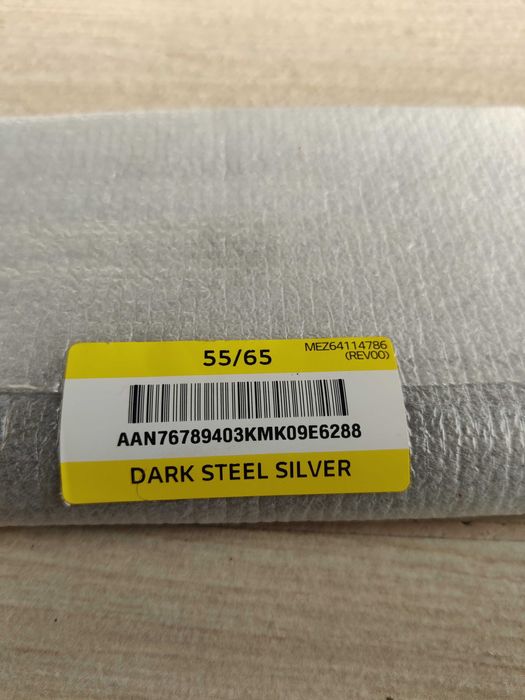 55/65
MEZ64114786
(REV00)
AAN76789403KMK09E6288
DARK STEEL SILVER